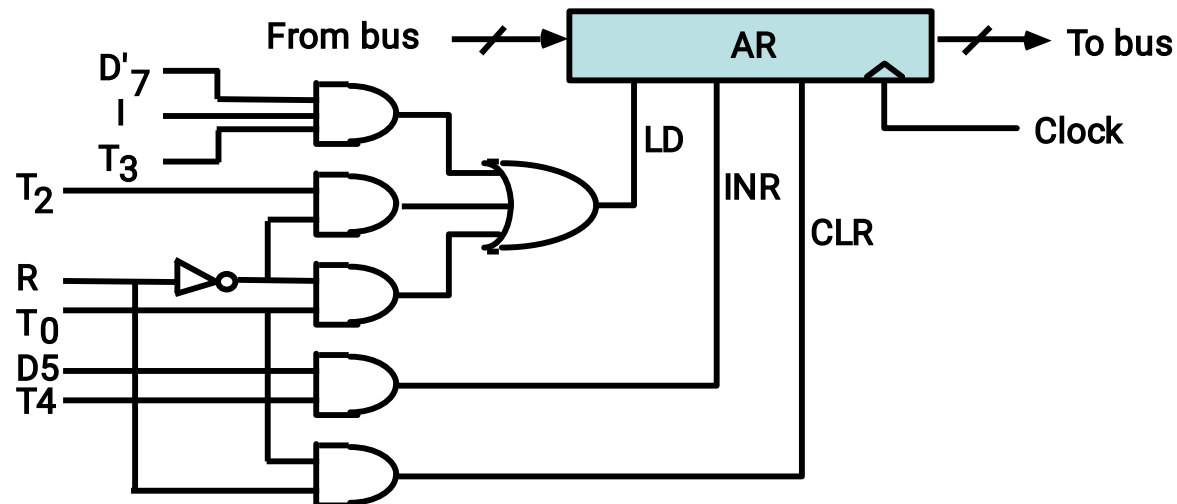 From bus
AR
To bus
D'7
I
T3
LD
Clock
T2
INR
CLR
R
T0
D5
T4